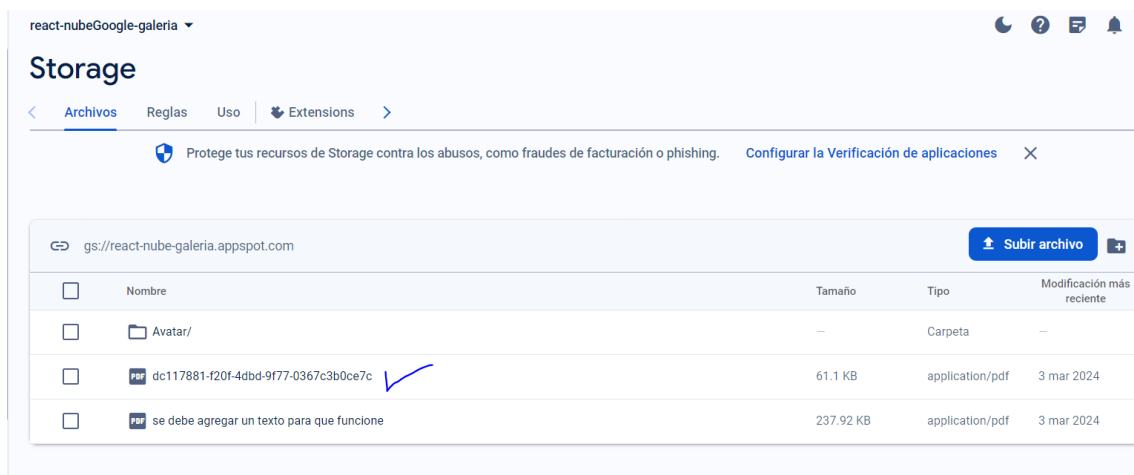 react-nubeGoogle-galeria
Storage
Archivos Reglas Uso Extensions
Protege tus recursos de Storage contra los abusos, como fraudes de facturación o phishing. Configurar la Verificación de aplicaciones
gs://react-nube-galeria.appspot.com Subir archivo
Nombre Tamaño Tipo Modificación más reciente
Avatar/ — Carpeta —
PDF dc117881-f20f-4dbd-9f77-0367c3b0ce7c 61.1 KB application/pdf 3 mar 2024
PDF se debe agregar un texto para que funcione 237.92 KB application/pdf 3 mar 2024